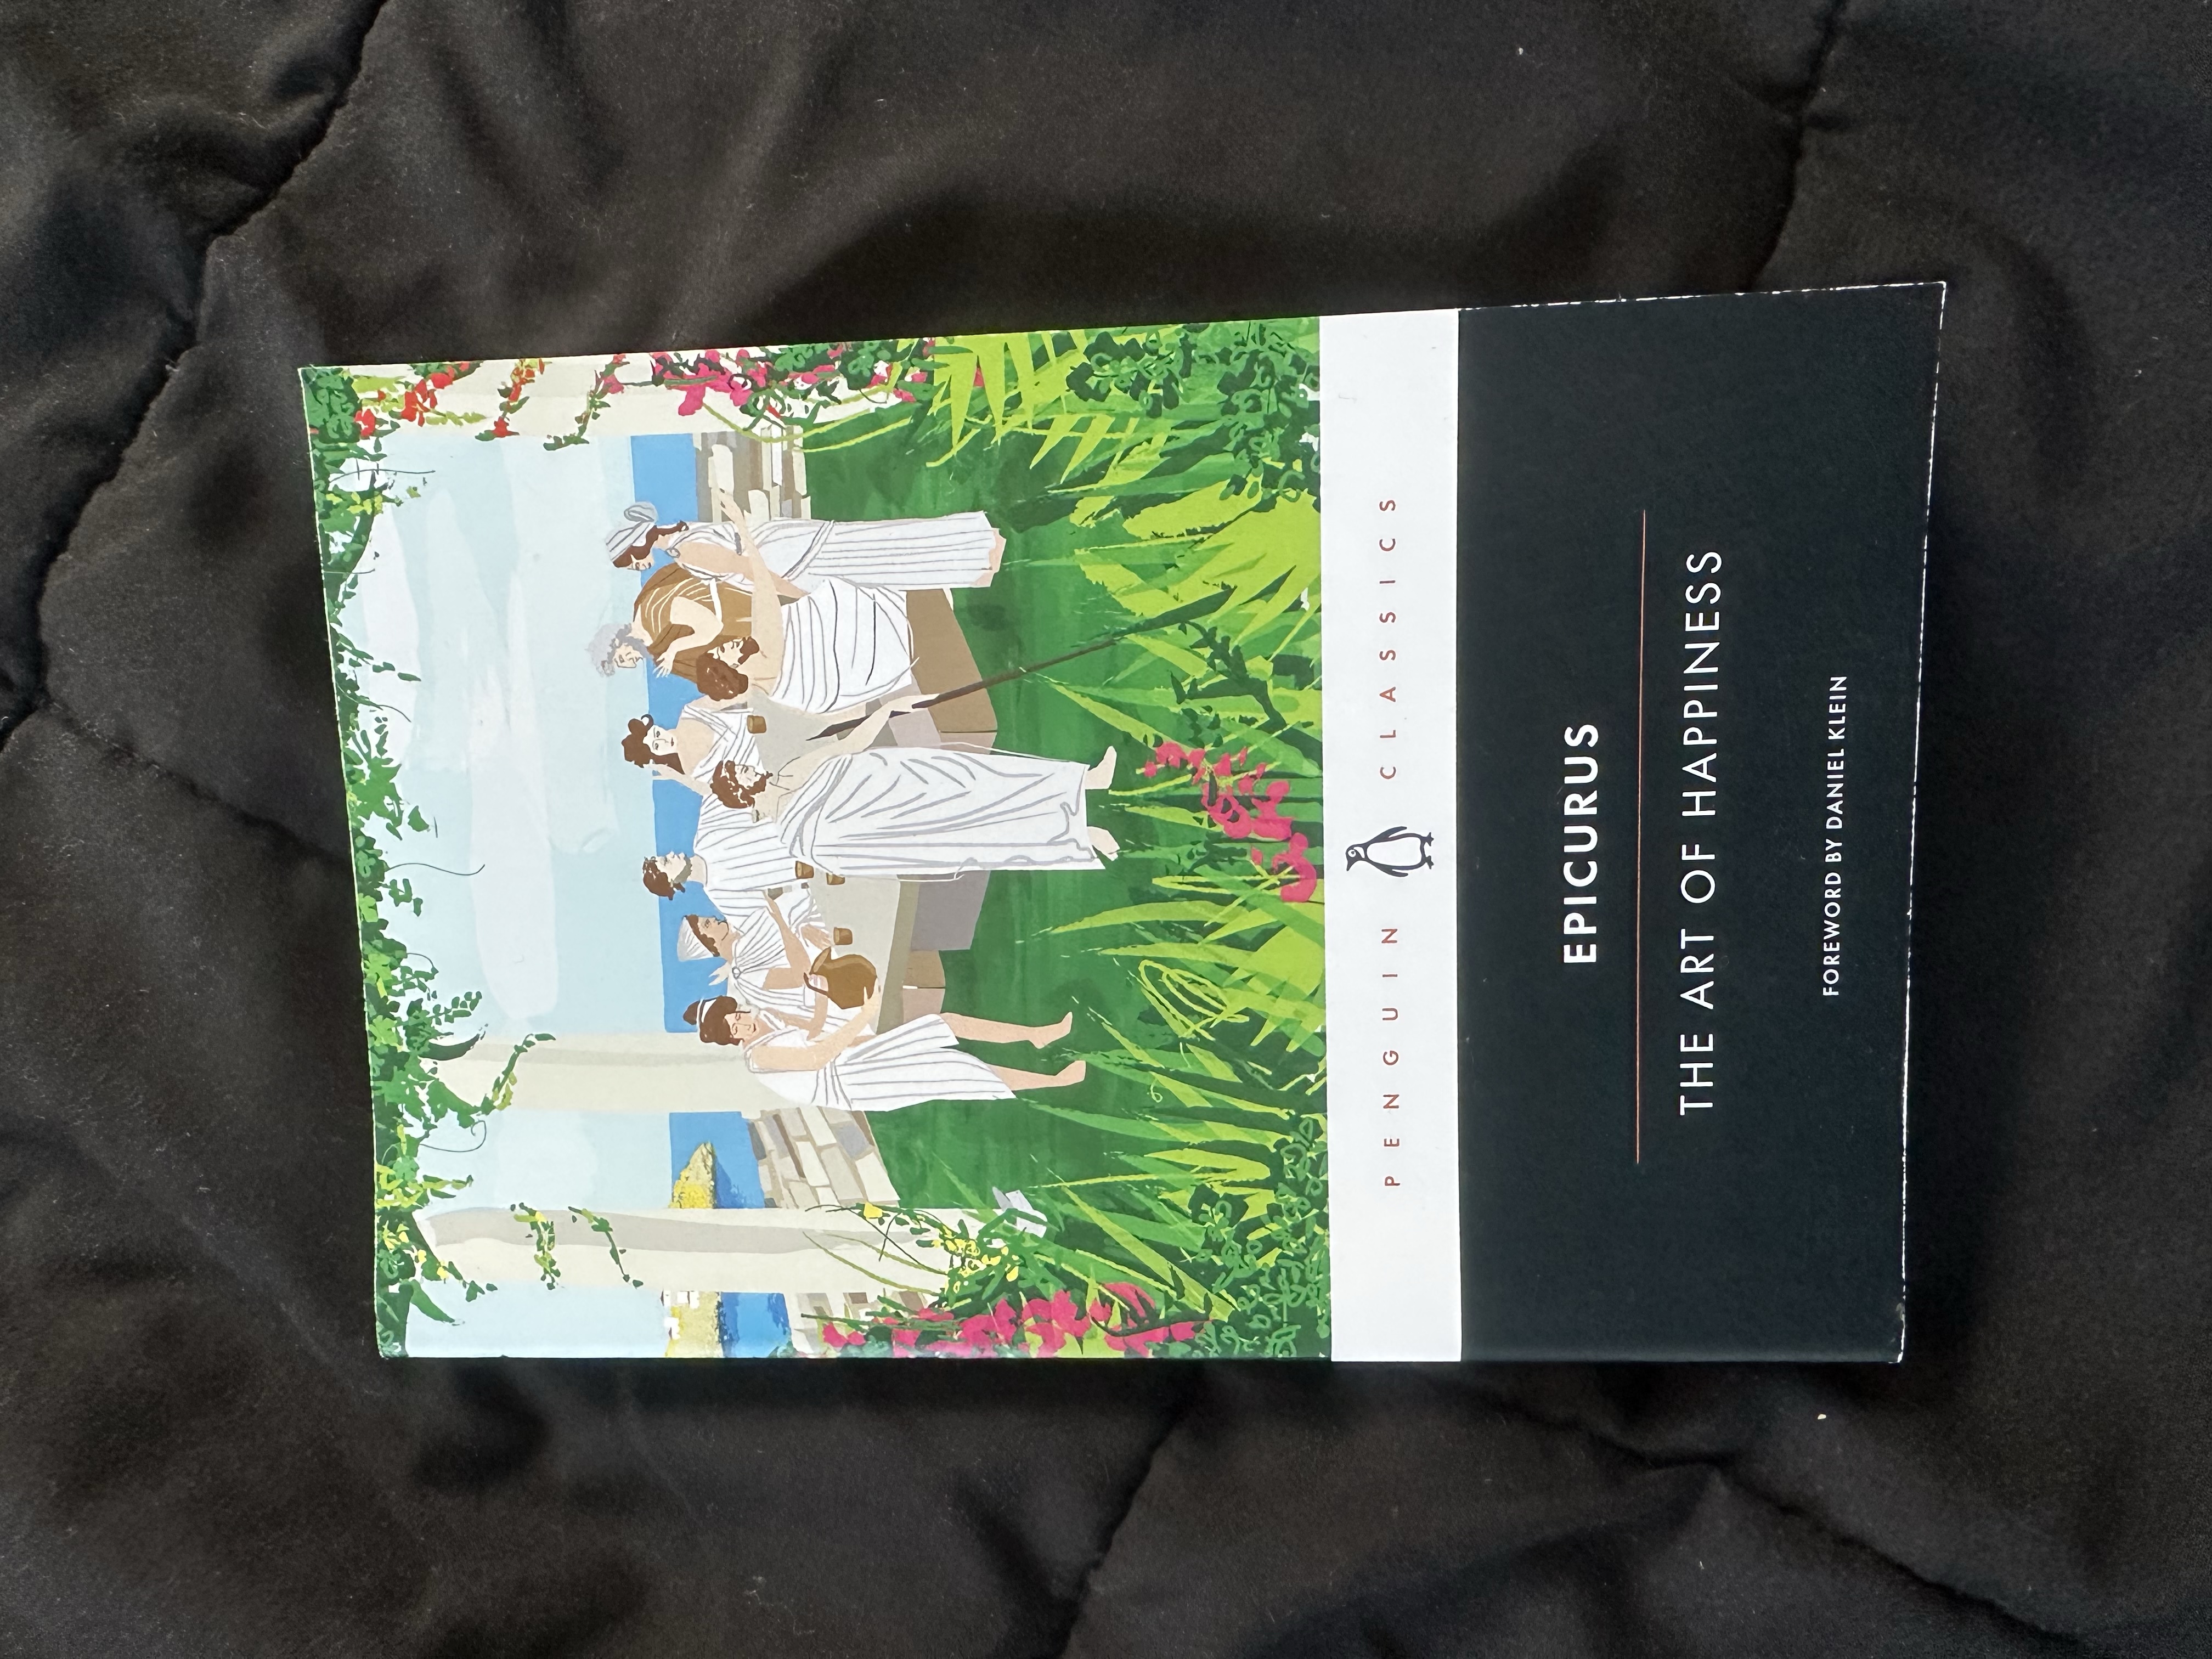 PENGUIN CLASSICS
EPICURUS
THE ART OF HAPPINESS
FOREWORD BY DANIEL KLEIN